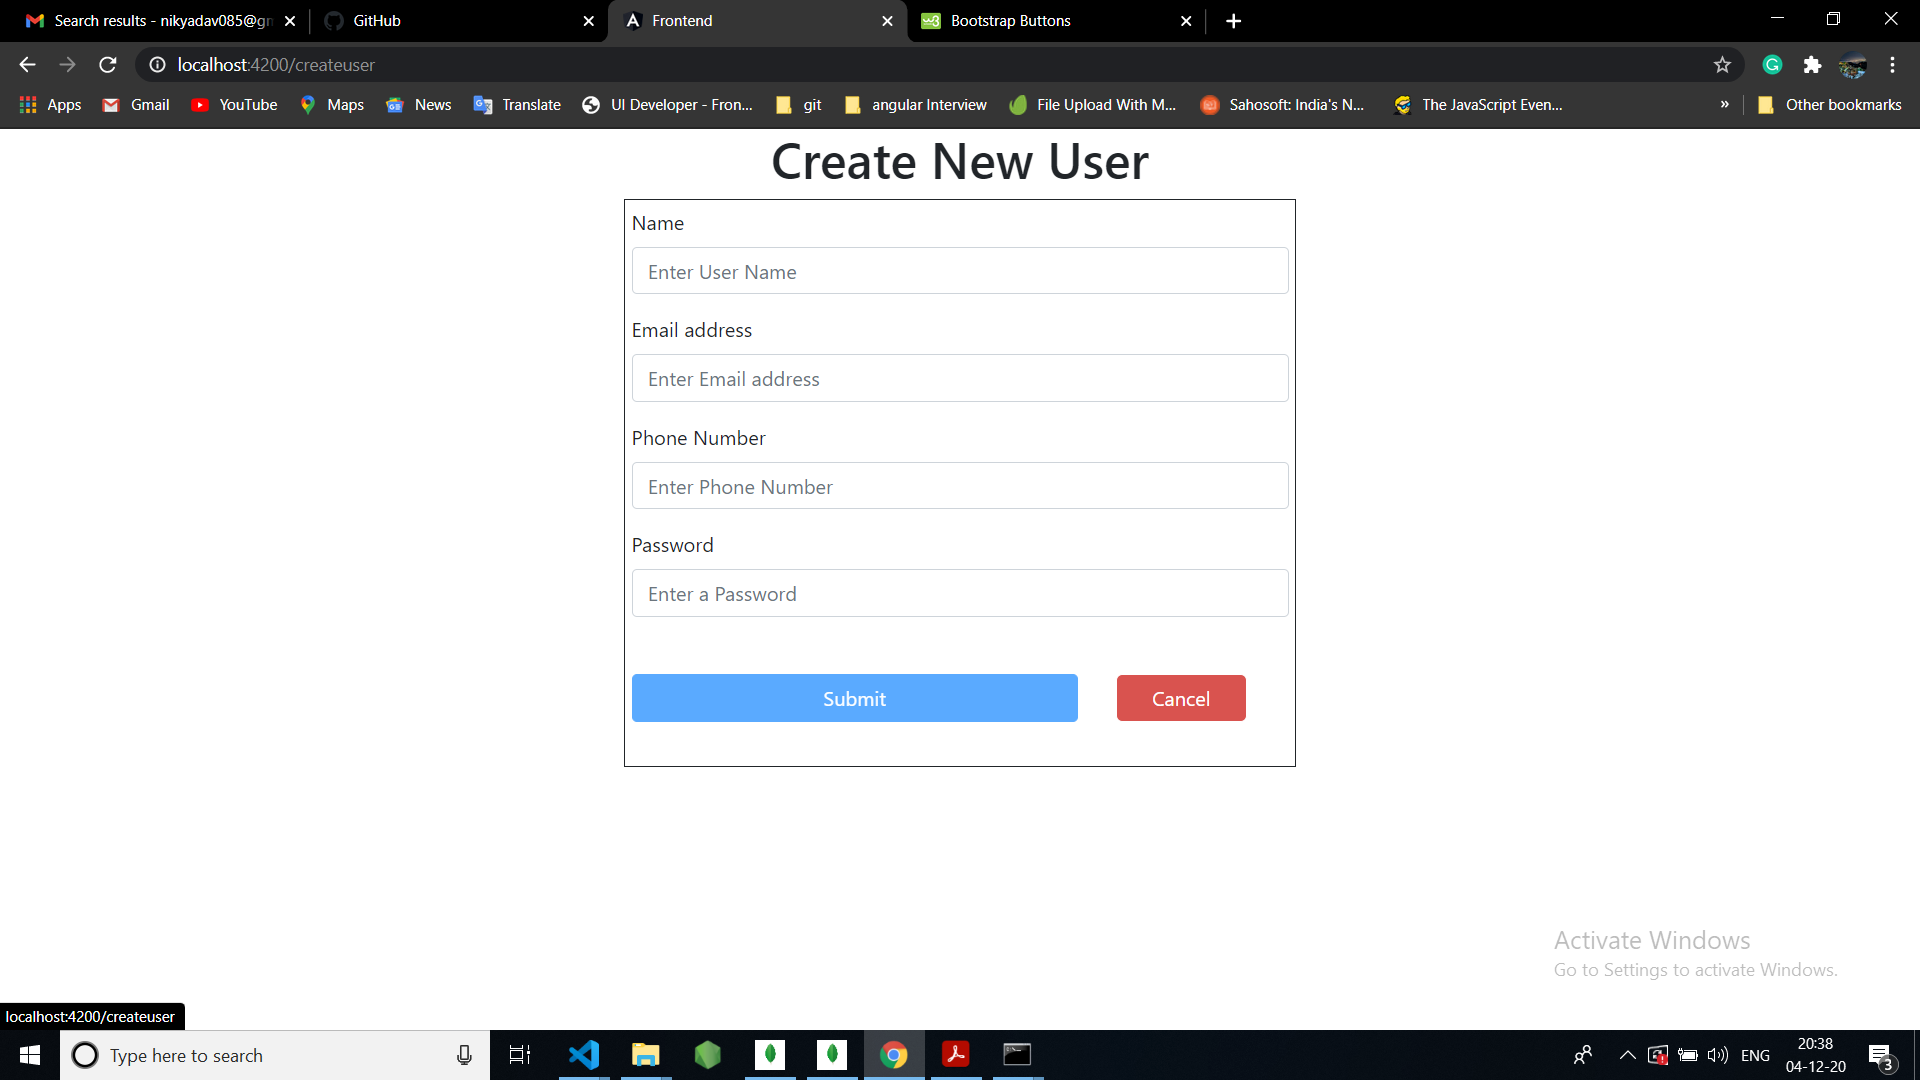 Search results - nikyadav085@gm
GitHub
Frontend
Bootstrap Buttons
localhost:4200/createuser
Apps
Gmail
YouTube
Maps
News
Translate
UI Developer - Fron...
git
angular Interview
File Upload With M...
Sahosoft: India's N...
The JavaScript Even...
»
Other bookmarks
Create New User
Name
Enter User Name
Email address
Enter Email address
Phone Number
Enter Phone Number
Password
Enter a Password
Submit
Cancel
Activate Windows
Go to Settings to activate Windows.
localhost:4200/createuser
Type here to search
ENG
20:38
04-12-20
3